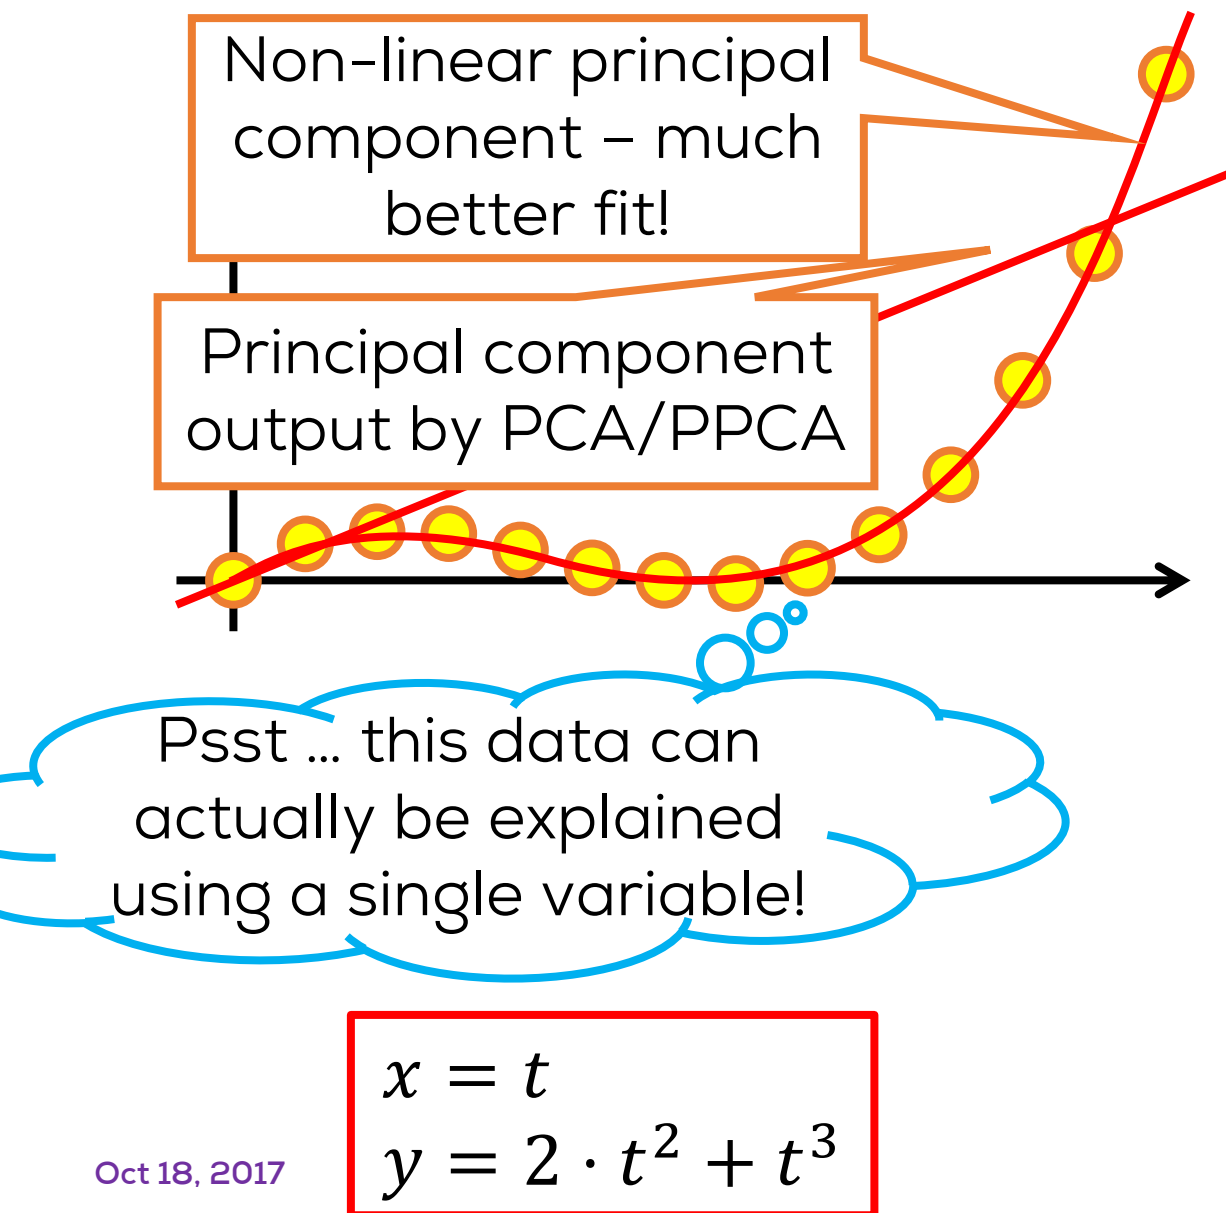 Non-linear principal
component – much
better fit!
Principal component
output by PCA/PPCA
Psst ... this data can
actually be explained
using a single variable!
x = t
y = 2 · t² + t³
Oct 18, 2017